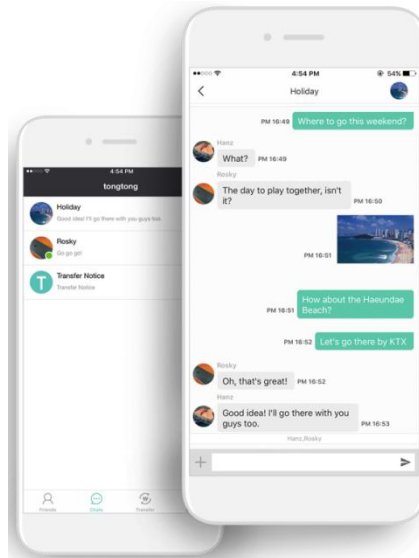 4:54 PM
tongtong
Holiday
Good idea! I'll go there with you guys too.
Rosky
Go go go!
T
Transfer Notice
Transfer Notice
Friends
Chats
Transfer
4:54 PM
54%
Holiday
PM 16:49
Where to go this weekend?
Hanz
What?
PM 16:49
Rosky
The day to play together, isn't
it?
PM 16:50
PM 16:51
How about the Haeundae
Beach?
PM 16:51
PM 16:52
Let's go there by KTX
Rosky
Oh, that's great!
PM 16:52
Hanz
Good idea! I'll go there with you
guys too.
PM 16:53
Hanz,Rosky